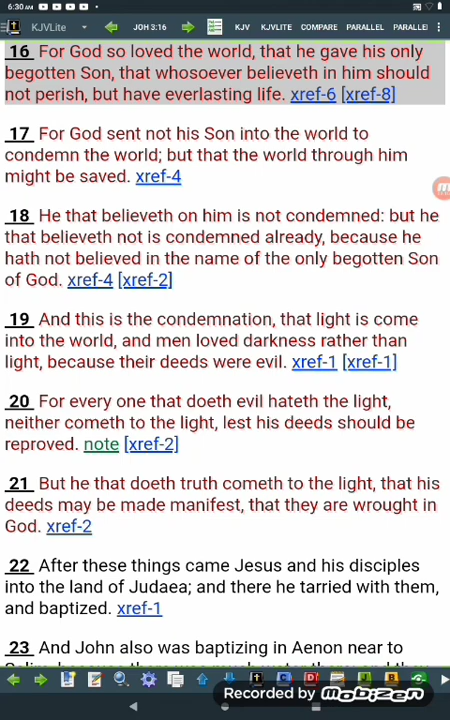 6:30 AM
KJVLite JOH 3:16 KJV KJVLITE COMPARE PARALLEL PARALLE
16 For God so loved the world, that he gave his only
begotten Son, that whosoever believeth in him should
not perish, but have everlasting life. xref-6 [xref-8]
17 For God sent not his Son into the world to
condemn the world; but that the world through him
might be saved. xref-4
18 He that believeth on him is not condemned: but he
that believeth not is condemned already, because he
hath not believed in the name of the only begotten Son
of God. xref-4 [xref-2]
19 And this is the condemnation, that light is come
into the world, and men loved darkness rather than
light, because their deeds were evil. xref-1 [xref-1]
20 For every one that doeth evil hateth the light,
neither cometh to the light, lest his deeds should be
reproved. note [xref-2]
21 But he that doeth truth cometh to the light, that his
deeds may be made manifest, that they are wrought in
God. xref-2
22 After these things came Jesus and his disciples
into the land of Judaea; and there he tarried with them,
and baptized. xref-1
23 And John also was baptizing in Aenon near to
Recorded by Mobizen